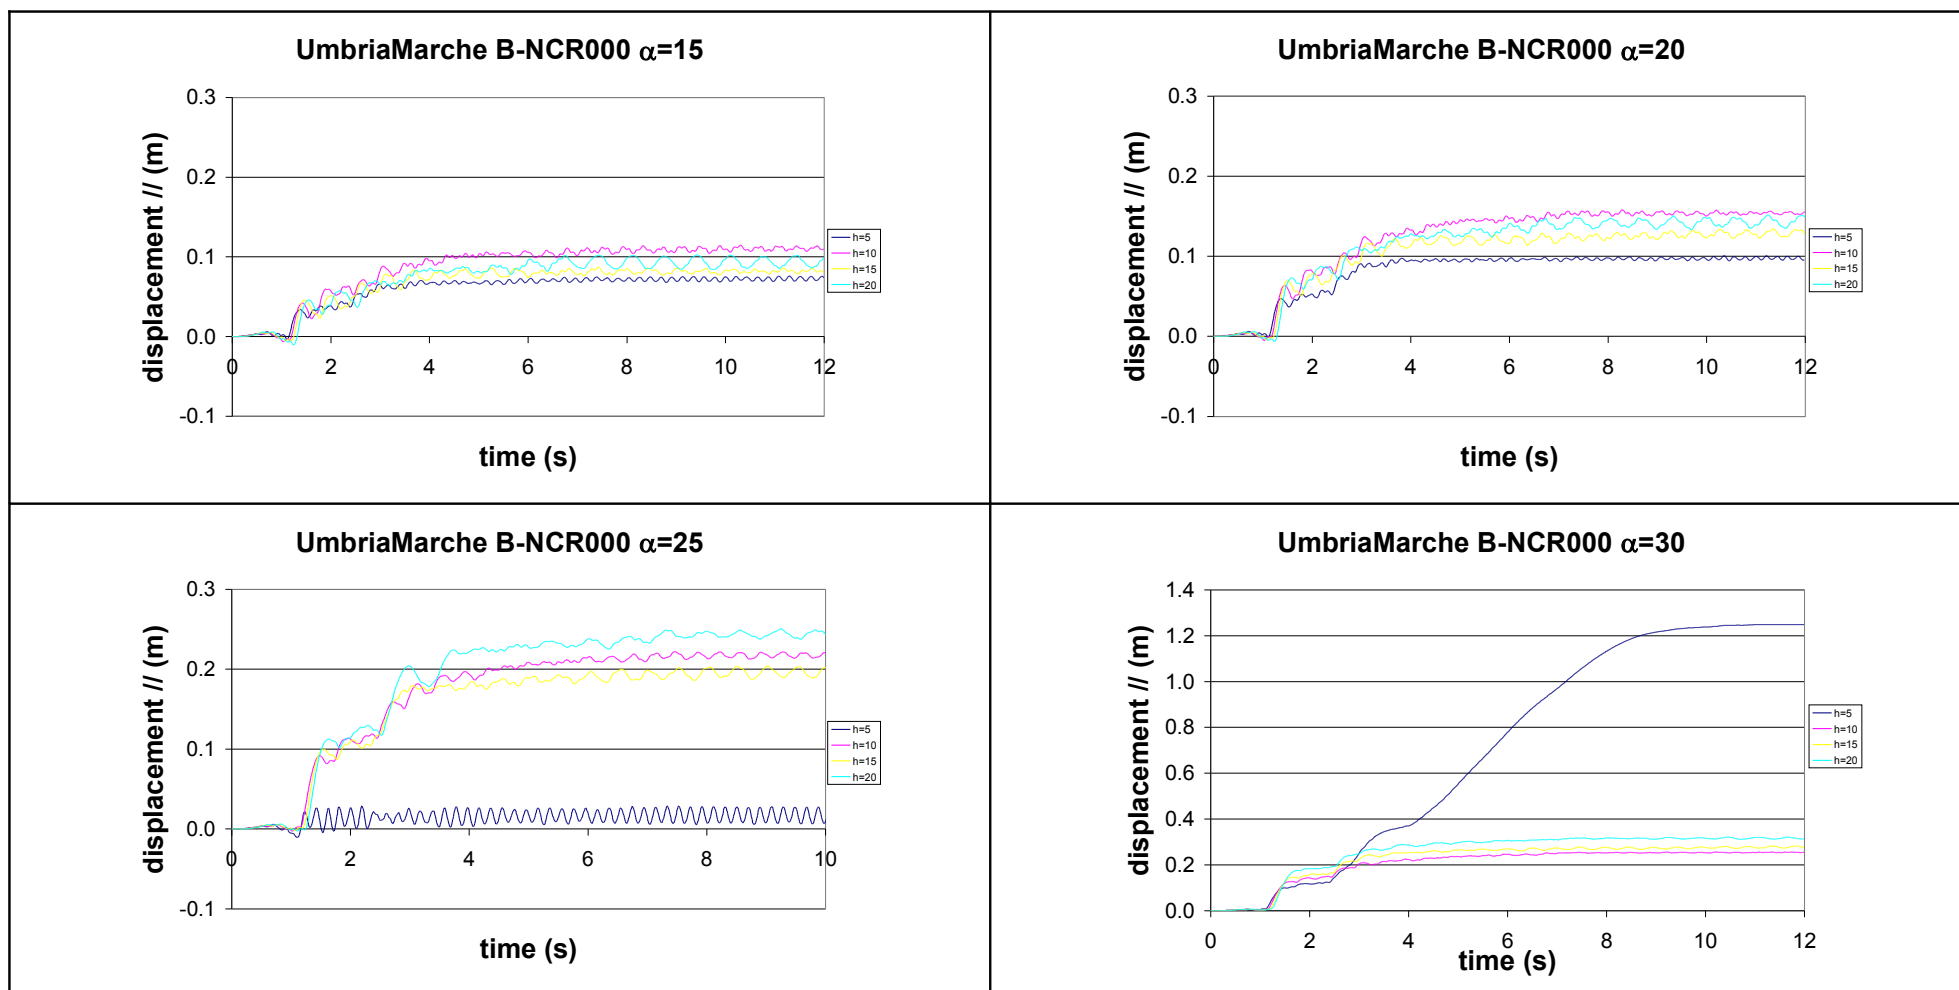 UmbriaMarche B-NCR000 α=15
displacement // (m)
0.3
0.2
0.1
0.0
-0.1
0 2 4 6 8 10 12
time (s)
h=5
h=10
h=15
h=20
UmbriaMarche B-NCR000 α=20
displacement // (m)
0.3
0.2
0.1
0.0
-0.1
0 2 4 6 8 10 12
time (s)
h=5
h=10
h=15
h=20
UmbriaMarche B-NCR000 α=25
displacement // (m)
0.3
0.2
0.1
0.0
-0.1
0 2 4 6 8 10
time (s)
h=5
h=10
h=15
h=20
UmbriaMarche B-NCR000 α=30
displacement // (m)
1.4
1.2
1.0
0.8
0.6
0.4
0.2
0.0
0 2 4 6 8 10 12
time (s)
h=5
h=10
h=15
h=20